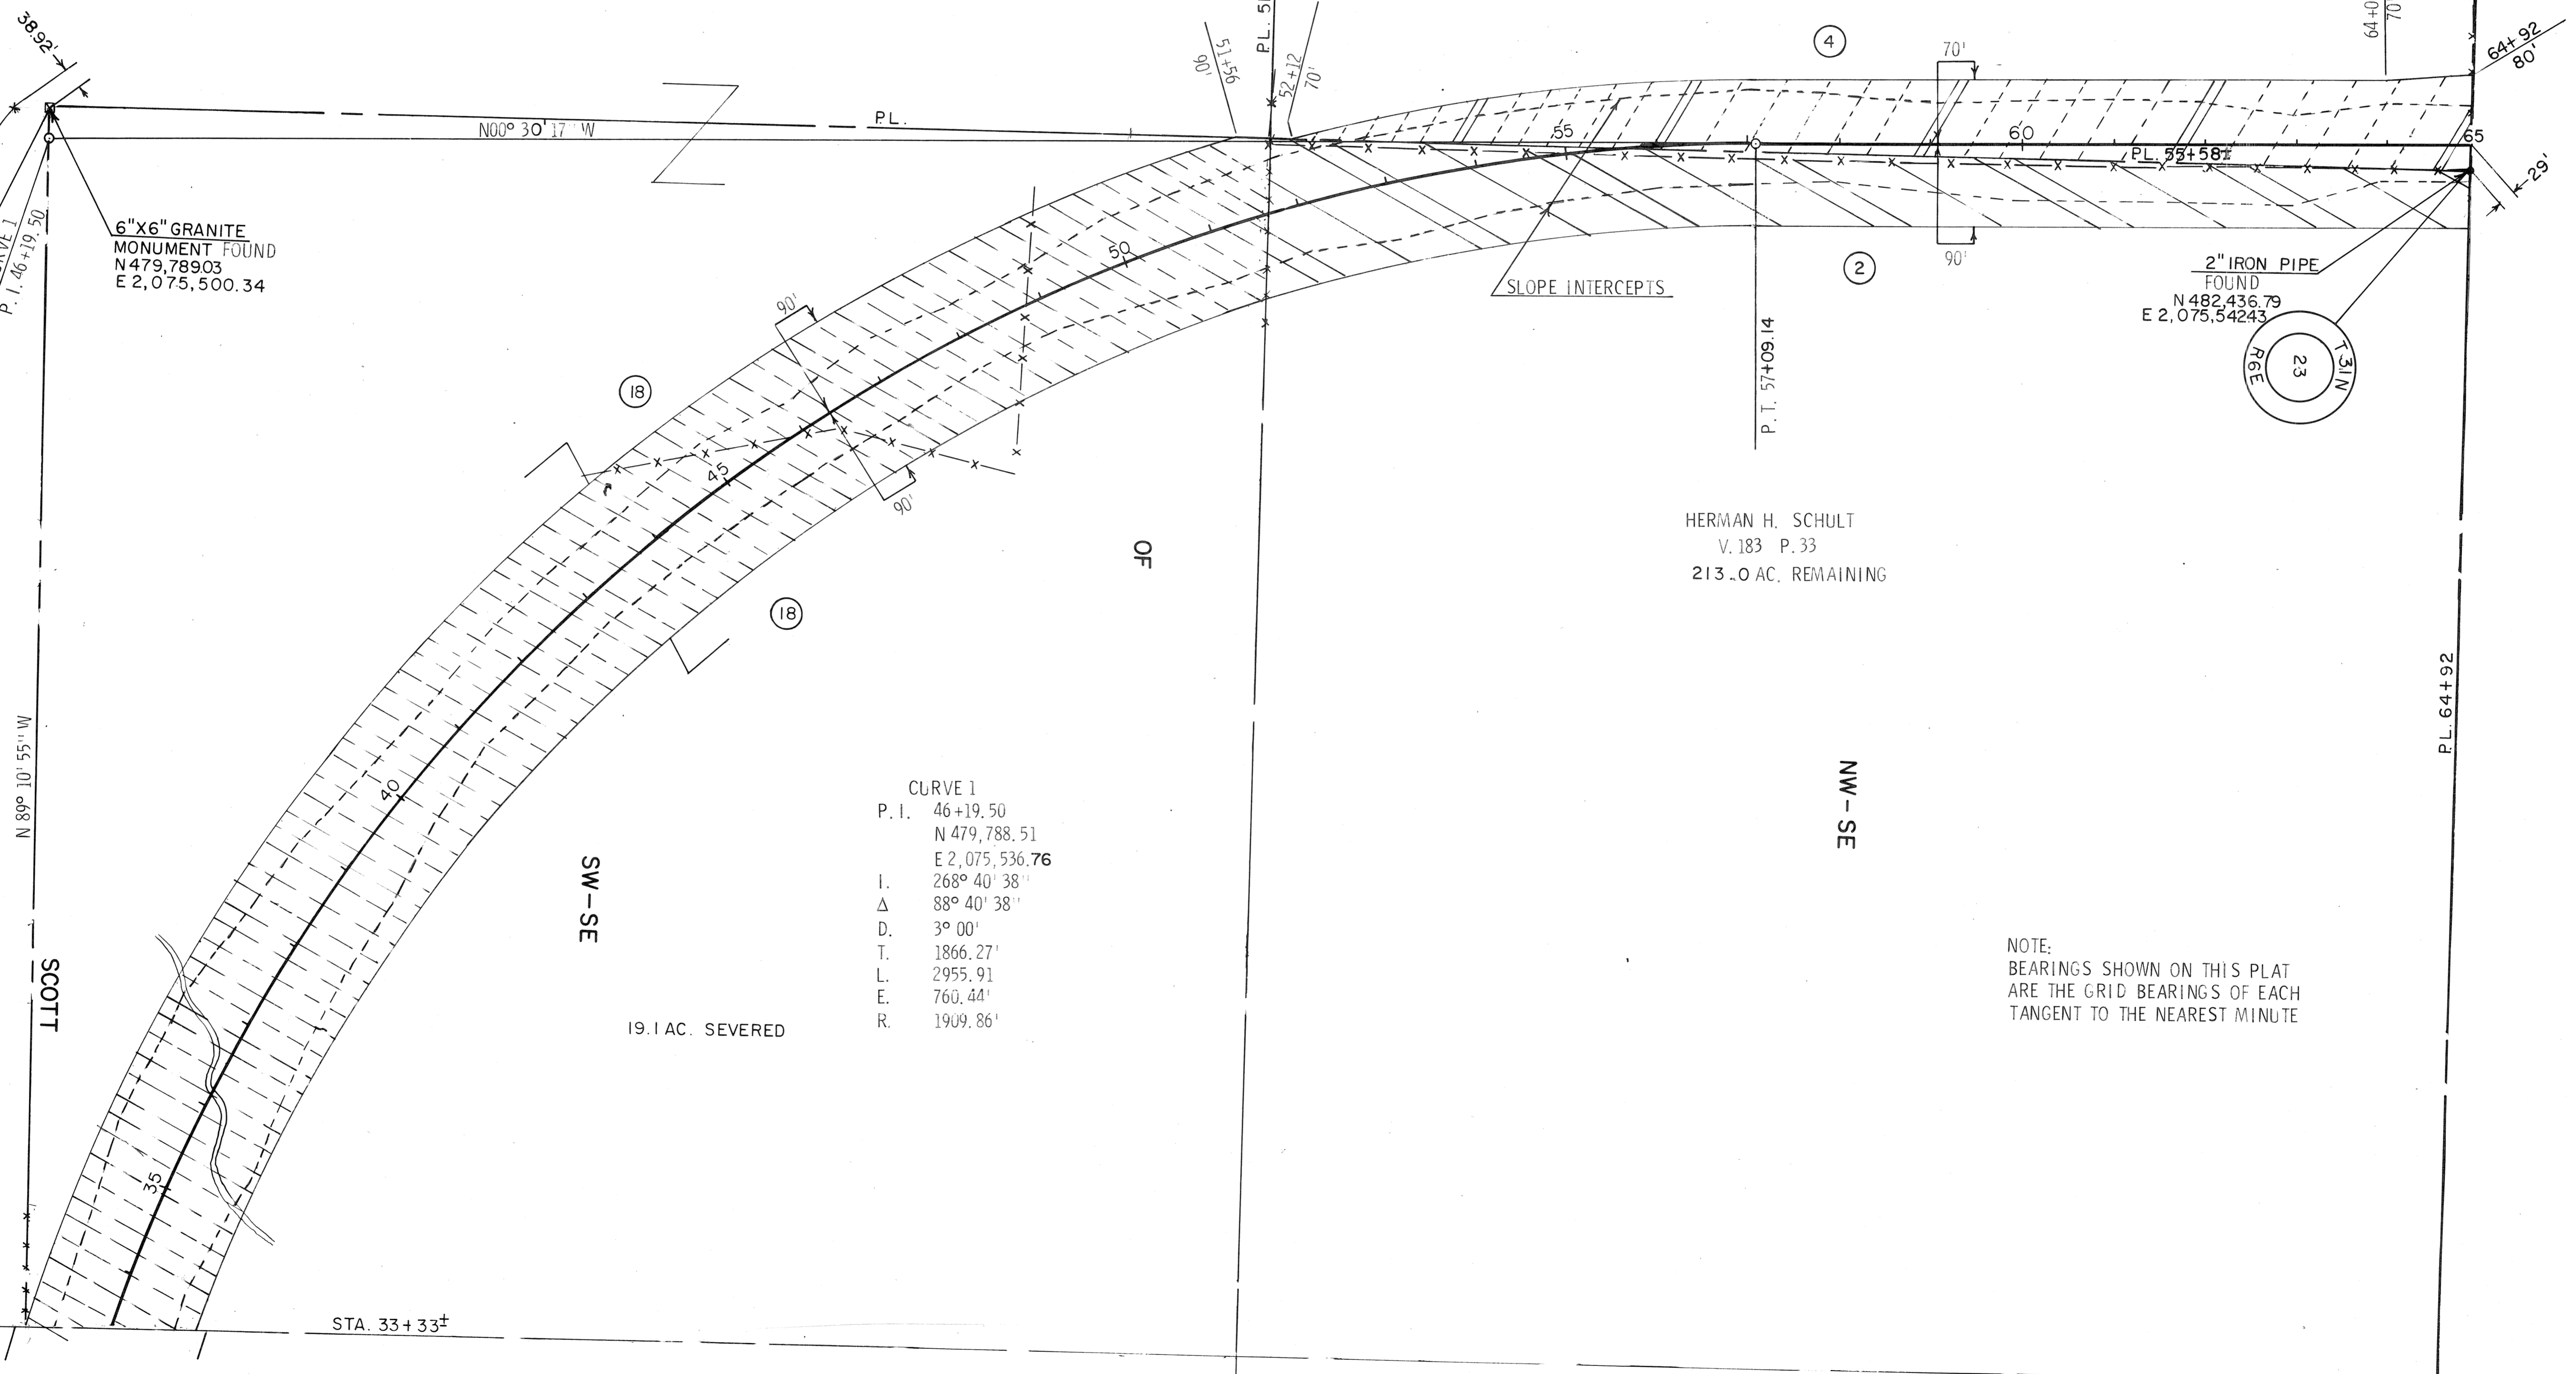 38.92'
N00° 30' 17" W
P.L.
51+56
90'
P.L. 5
52+12
70'
4
70'
64+0
70'
64+92
80'
55
60
65
P.L. 55+58±
29'
P.I. 46+19.50
6"X6" GRANITE
MONUMENT FOUND
N 479,789.03
E 2,075,500.34
50
90'
SLOPE INTERCEPTS
2
90'
2" IRON PIPE
FOUND
N 482,436.79
E 2,075,542.43
T.31N
R6E
23
P.T. 57+09.14
18
45
90'
HERMAN H. SCHULT
V. 183 P. 33
213.0 AC. REMAINING
OF
18
N 89° 10' 55" W
P.L. 64+92
40
CURVE 1
P.I. 46+19.50
N 479,788.51
E 2,075,536.76
I. 268° 40' 38"
Δ 88° 40' 38"
D. 3° 00'
T. 1866.27'
L. 2955.91
E. 760.44'
R. 1909.86'
SW-SE
NW-SE
SCOTT
19.1 AC. SEVERED
NOTE:
BEARINGS SHOWN ON THIS PLAT
ARE THE GRID BEARINGS OF EACH
TANGENT TO THE NEAREST MINUTE
35
STA. 33+33±